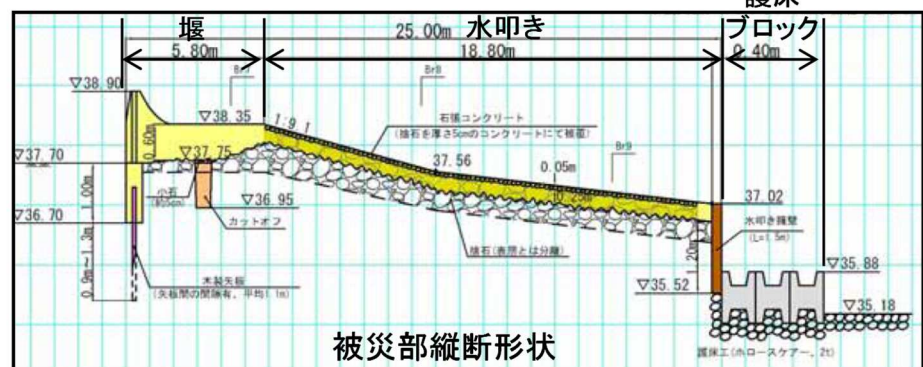 護床
ブロック
堰
水叩き
25.00m
5.80m
18.80m
0.40m
Br8
Br9
▽38.90
▽38.35
1:9.1
石張コンクリート
(捨石を厚さ5cmのコンクリートにて被覆)
0.60m
▽37.70
▽37.75
37.56
0.05m
1.00m
小石
▽36.95
カットオフ
37.02
水叩き擁壁
(L=1.5m)
▽36.70
捨石(表層とは分離)
0.9m~1.3m
木製矢板
(矢板間の間隙有、平均1.1m)
▽35.52
▽35.88
▽35.18
被災部縦断形状
護床工(ホロースケアー、2t)